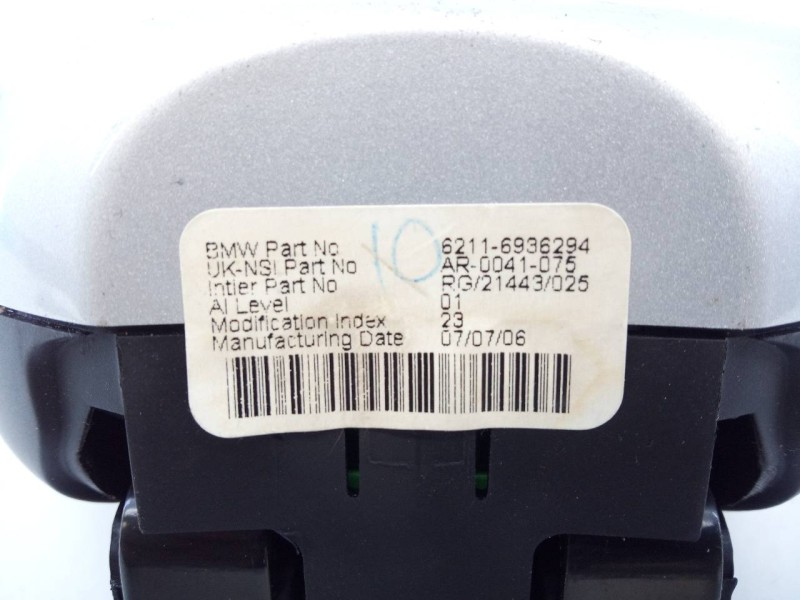 BMW Part No 6211-6936294
UK-NSI Part No AR-0041-075
Intier Part No RG/21443/025
AI Level 01
Modification Index 23
Manufacturing Date 07/07/06
10